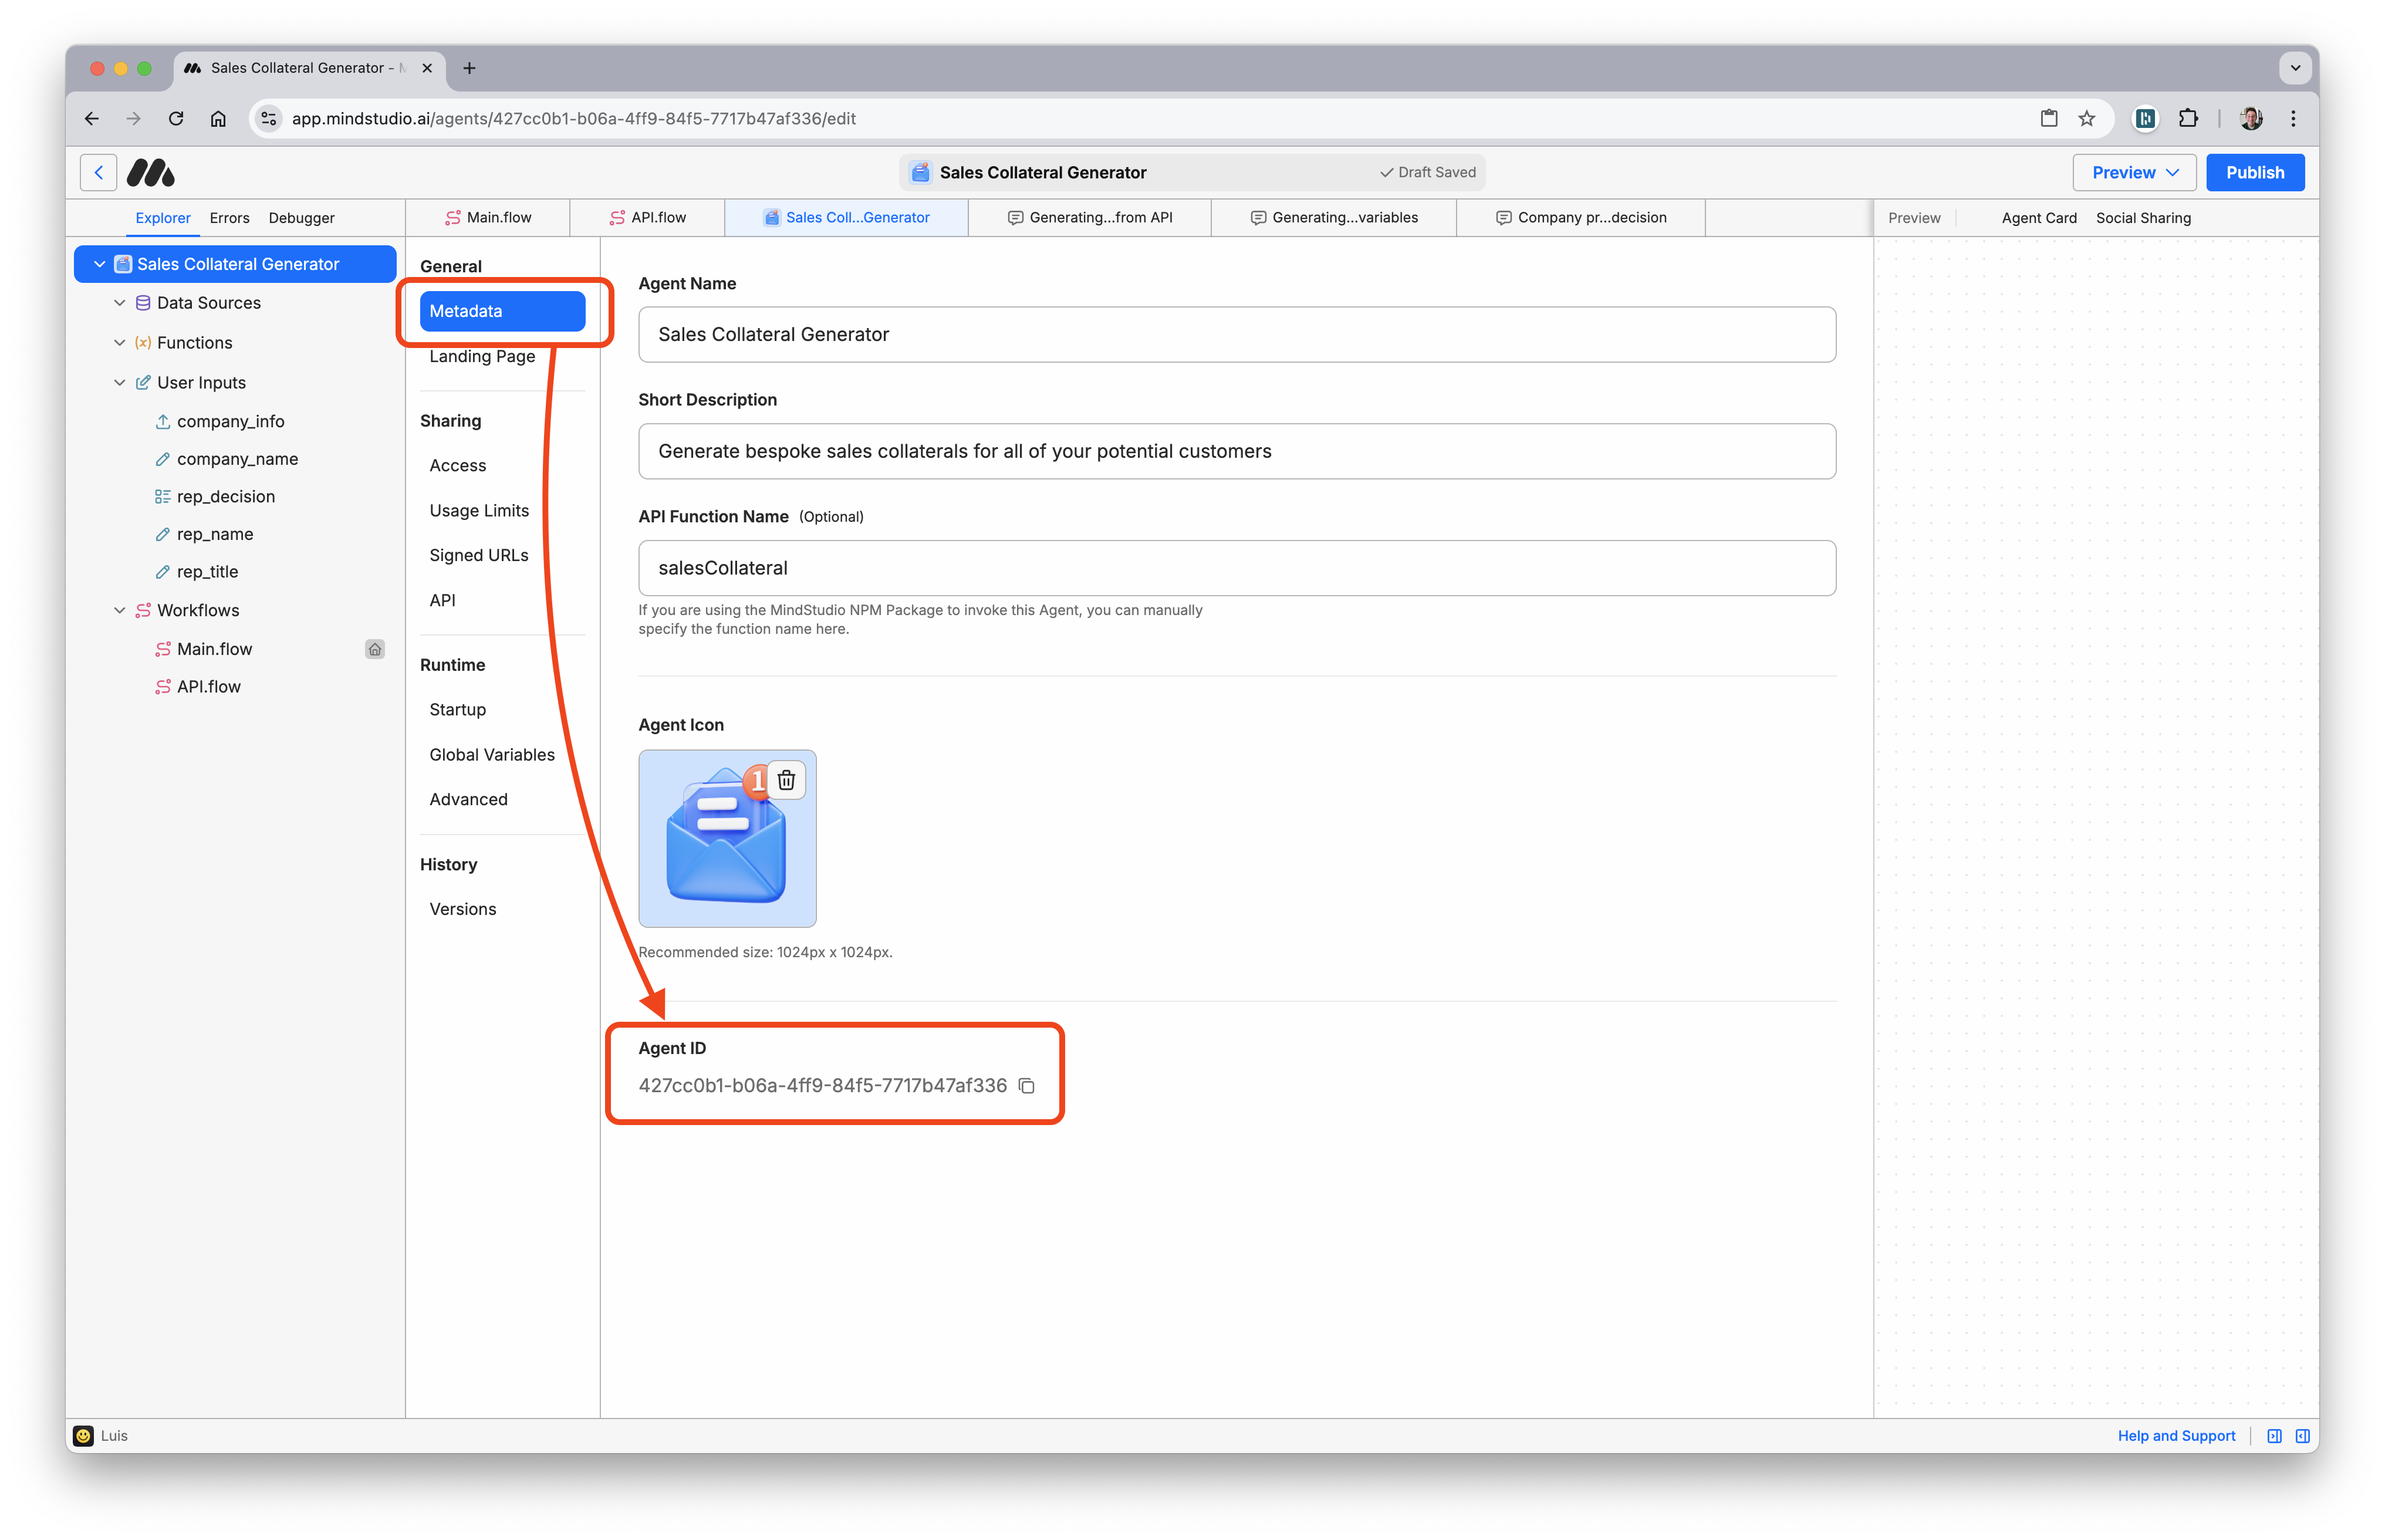 Sales Collateral Generator - M
app.mindstudio.ai/agents/427cc0b1-b06a-4ff9-84f5-7717b47af336/edit
Sales Collateral Generator
Draft Saved
Preview
Publish
Explorer
Errors
Debugger
Main.flow
API.flow
Sales Coll...Generator
Generating...from API
Generating...variables
Company pr...decision
Preview
Agent Card
Social Sharing
Sales Collateral Generator
Data Sources
(x) Functions
User Inputs
company_info
company_name
rep_decision
rep_name
rep_title
Workflows
Main.flow
API.flow
General
Metadata
Landing Page
Sharing
Access
Usage Limits
Signed URLs
API
Runtime
Startup
Global Variables
Advanced
History
Versions
Agent Name
Sales Collateral Generator
Short Description
Generate bespoke sales collaterals for all of your potential customers
API Function Name (Optional)
salesCollateral
If you are using the MindStudio NPM Package to invoke this Agent, you can manually
specify the function name here.
Agent Icon
1
Recommended size: 1024px x 1024px.
Agent ID
427cc0b1-b06a-4ff9-84f5-7717b47af336
Luis
Help and Support